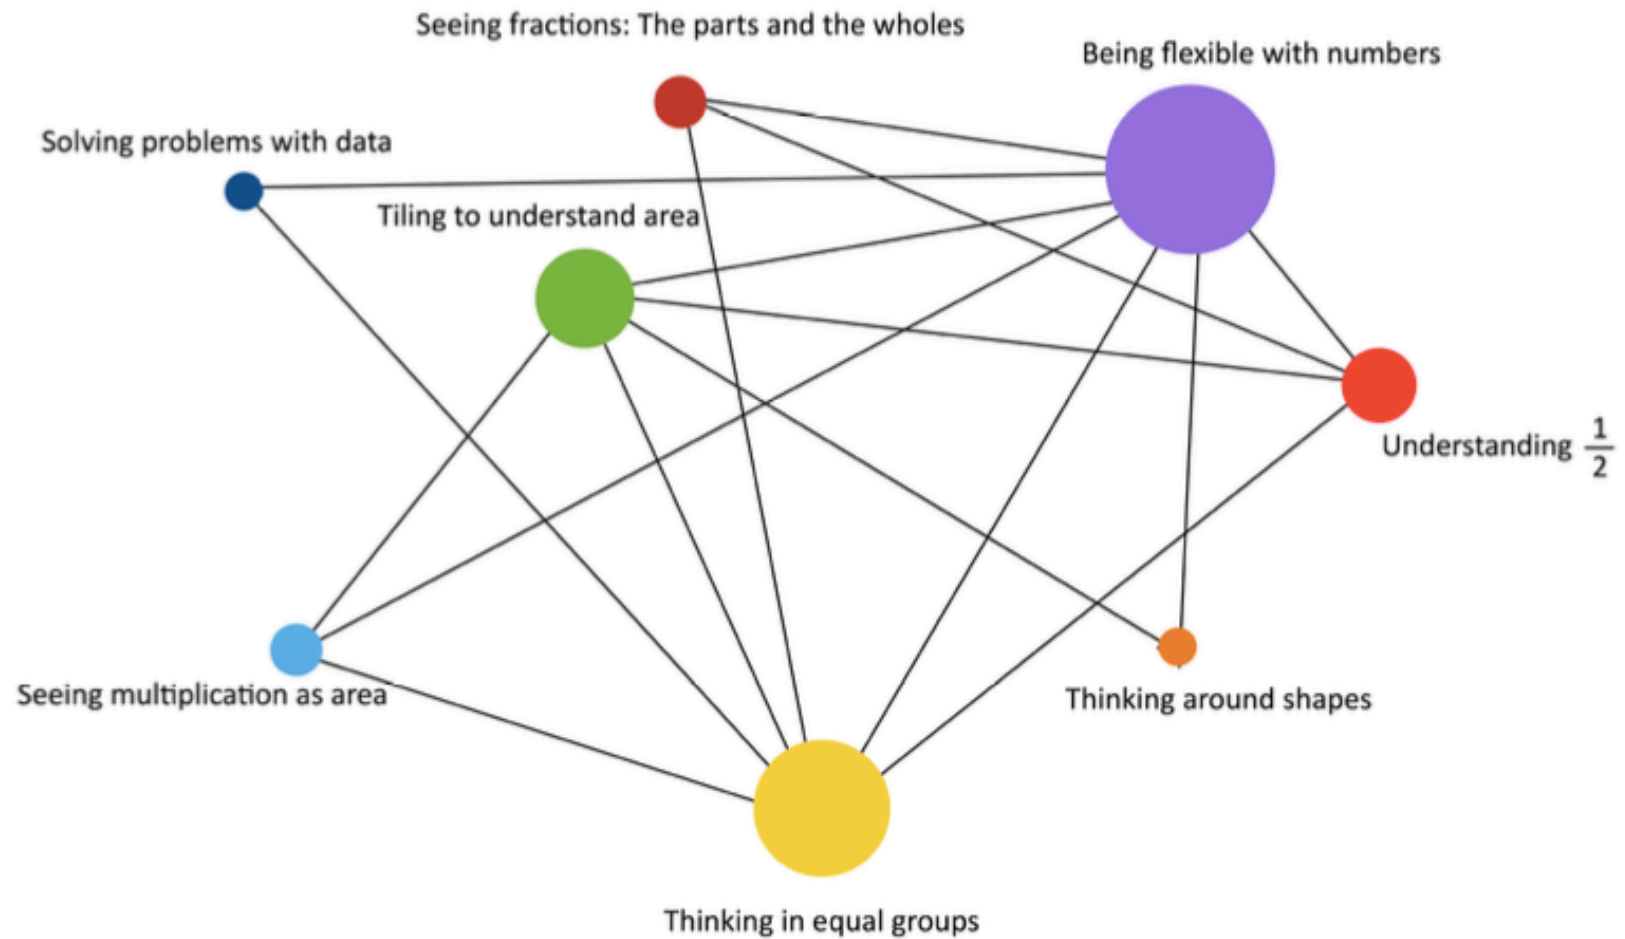 Seeing fractions: The parts and the wholes
Being flexible with numbers
Solving problems with data
Tiling to understand area
Understanding 1/2
Seeing multiplication as area
Thinking around shapes
Thinking in equal groups